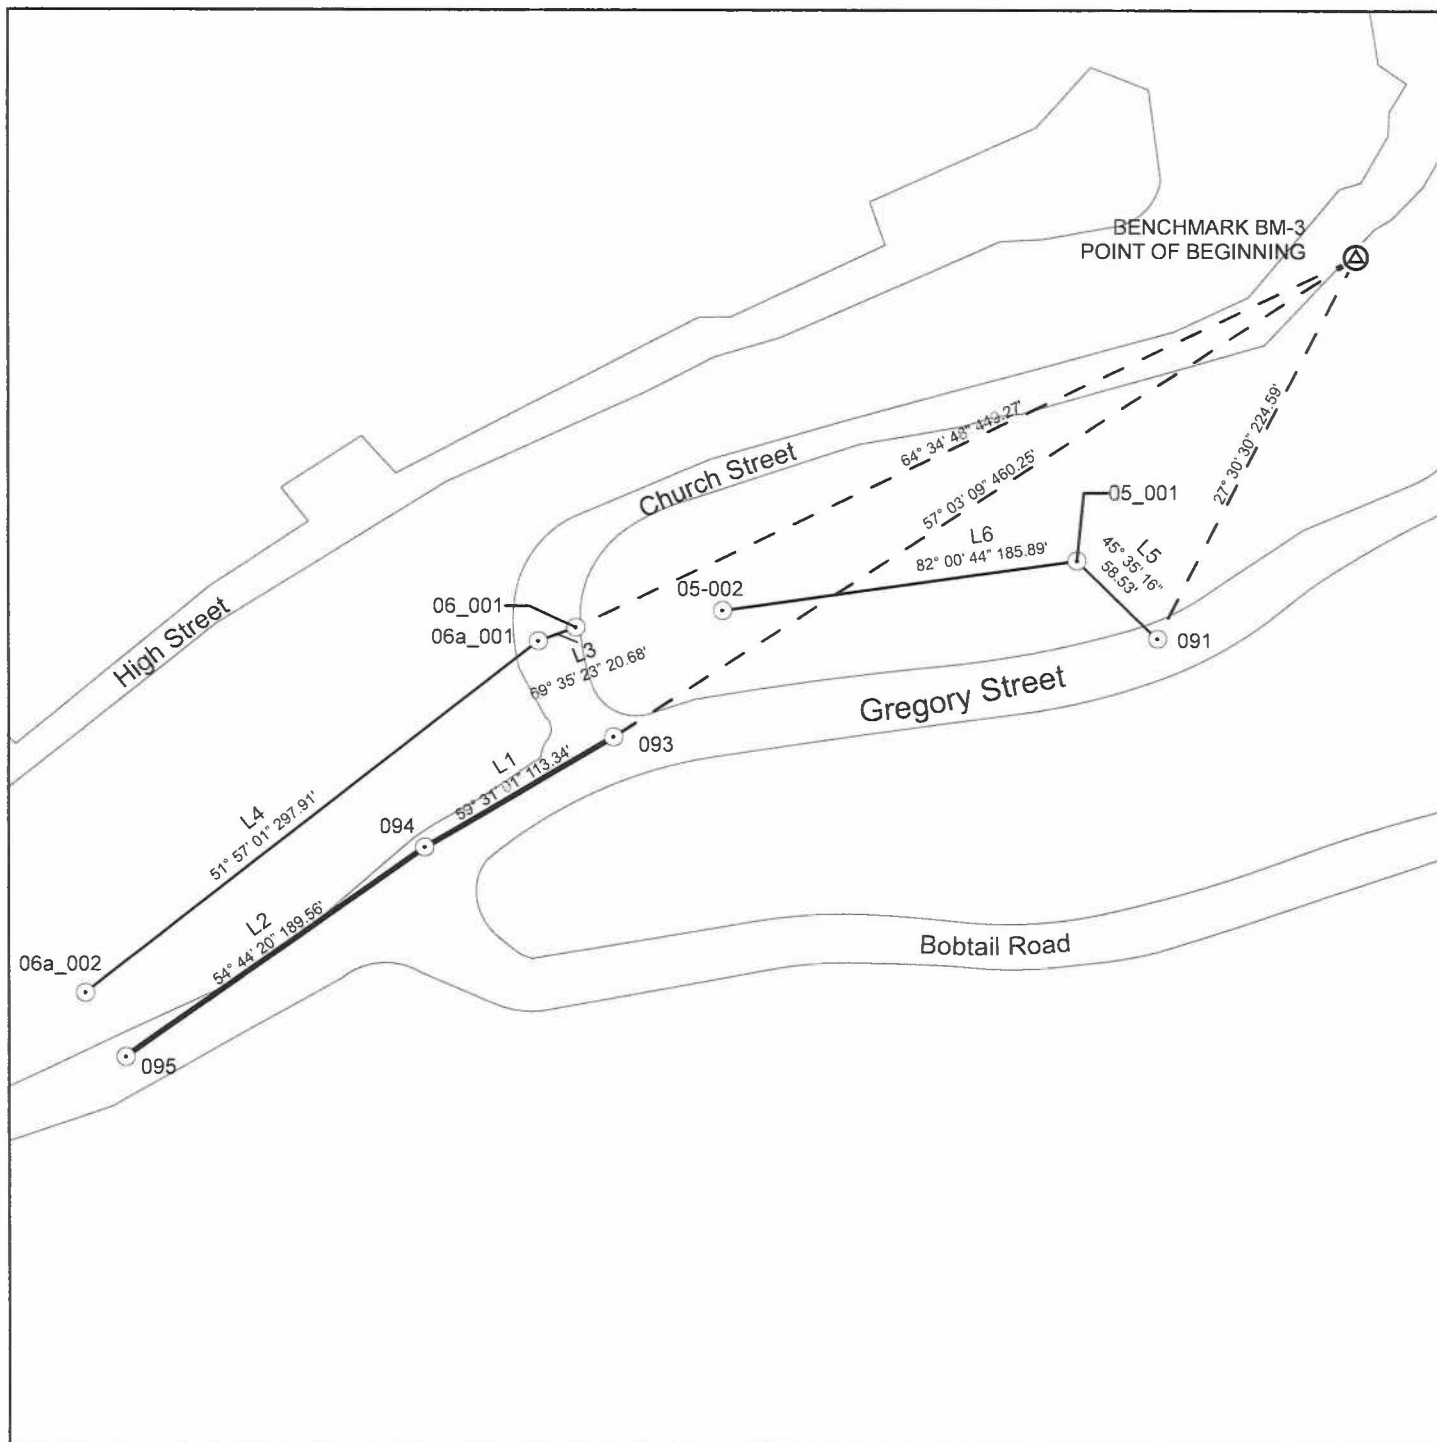 BENCHMARK BM-3
POINT OF BEGINNING
64° 34' 48" 449.27'
57° 03' 09" 460.25'
27° 30' 30" 224.59'
Church Street
05_001
L6
82° 00' 44" 185.89'
L5
45° 35' 16"
58.53'
05-002
06_001
06a_001
091
High Street
L3
69° 35' 23" 20.68'
Gregory Street
093
L1
59° 31' 01" 113.34'
L4
51° 57' 01" 297.91'
094
L2
54° 44' 20" 189.56'
Bobtail Road
06a_002
095